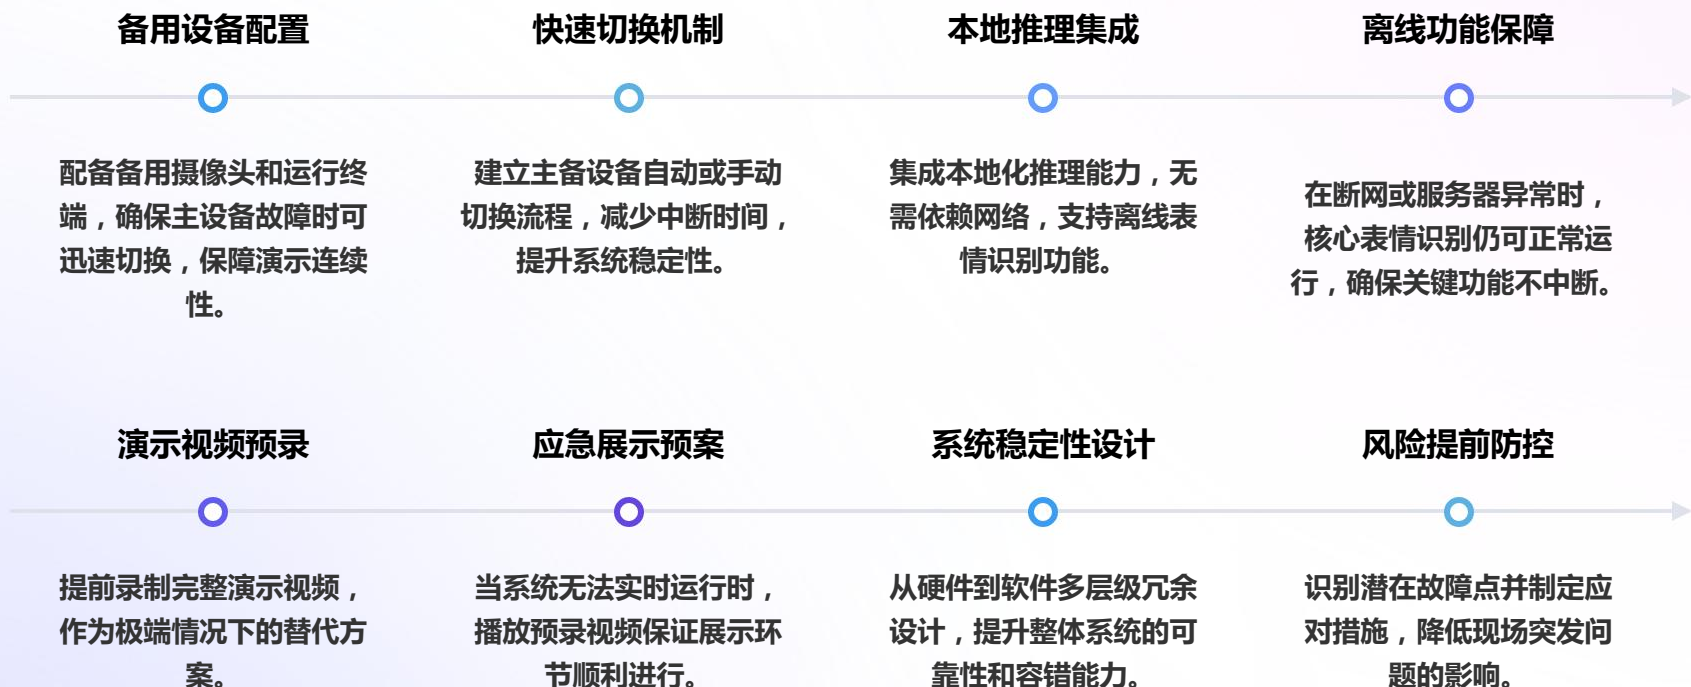 备用设备配置
快速切换机制
本地推理集成
离线功能保障
配备备用摄像头和运行终
端，确保主设备故障时可
迅速切换，保障演示连续
性。
建立主备设备自动或手动
切换流程，减少中断时间，
提升系统稳定性。
集成本地化推理能力，无
需依赖网络，支持离线表
情识别功能。
在断网或服务器异常时，
核心表情识别仍可正常运
行，确保关键功能不中断。
演示视频预录
应急展示预案
系统稳定性设计
风险提前防控
提前录制完整演示视频，
作为极端情况下的替代方
案。
当系统无法实时运行时，
播放预录视频保证展示环
节顺利进行。
从硬件到软件多层级冗余
设计，提升整体系统的可
靠性和容错能力。
识别潜在故障点并制定应
对措施，降低现场突发问
题的影响。